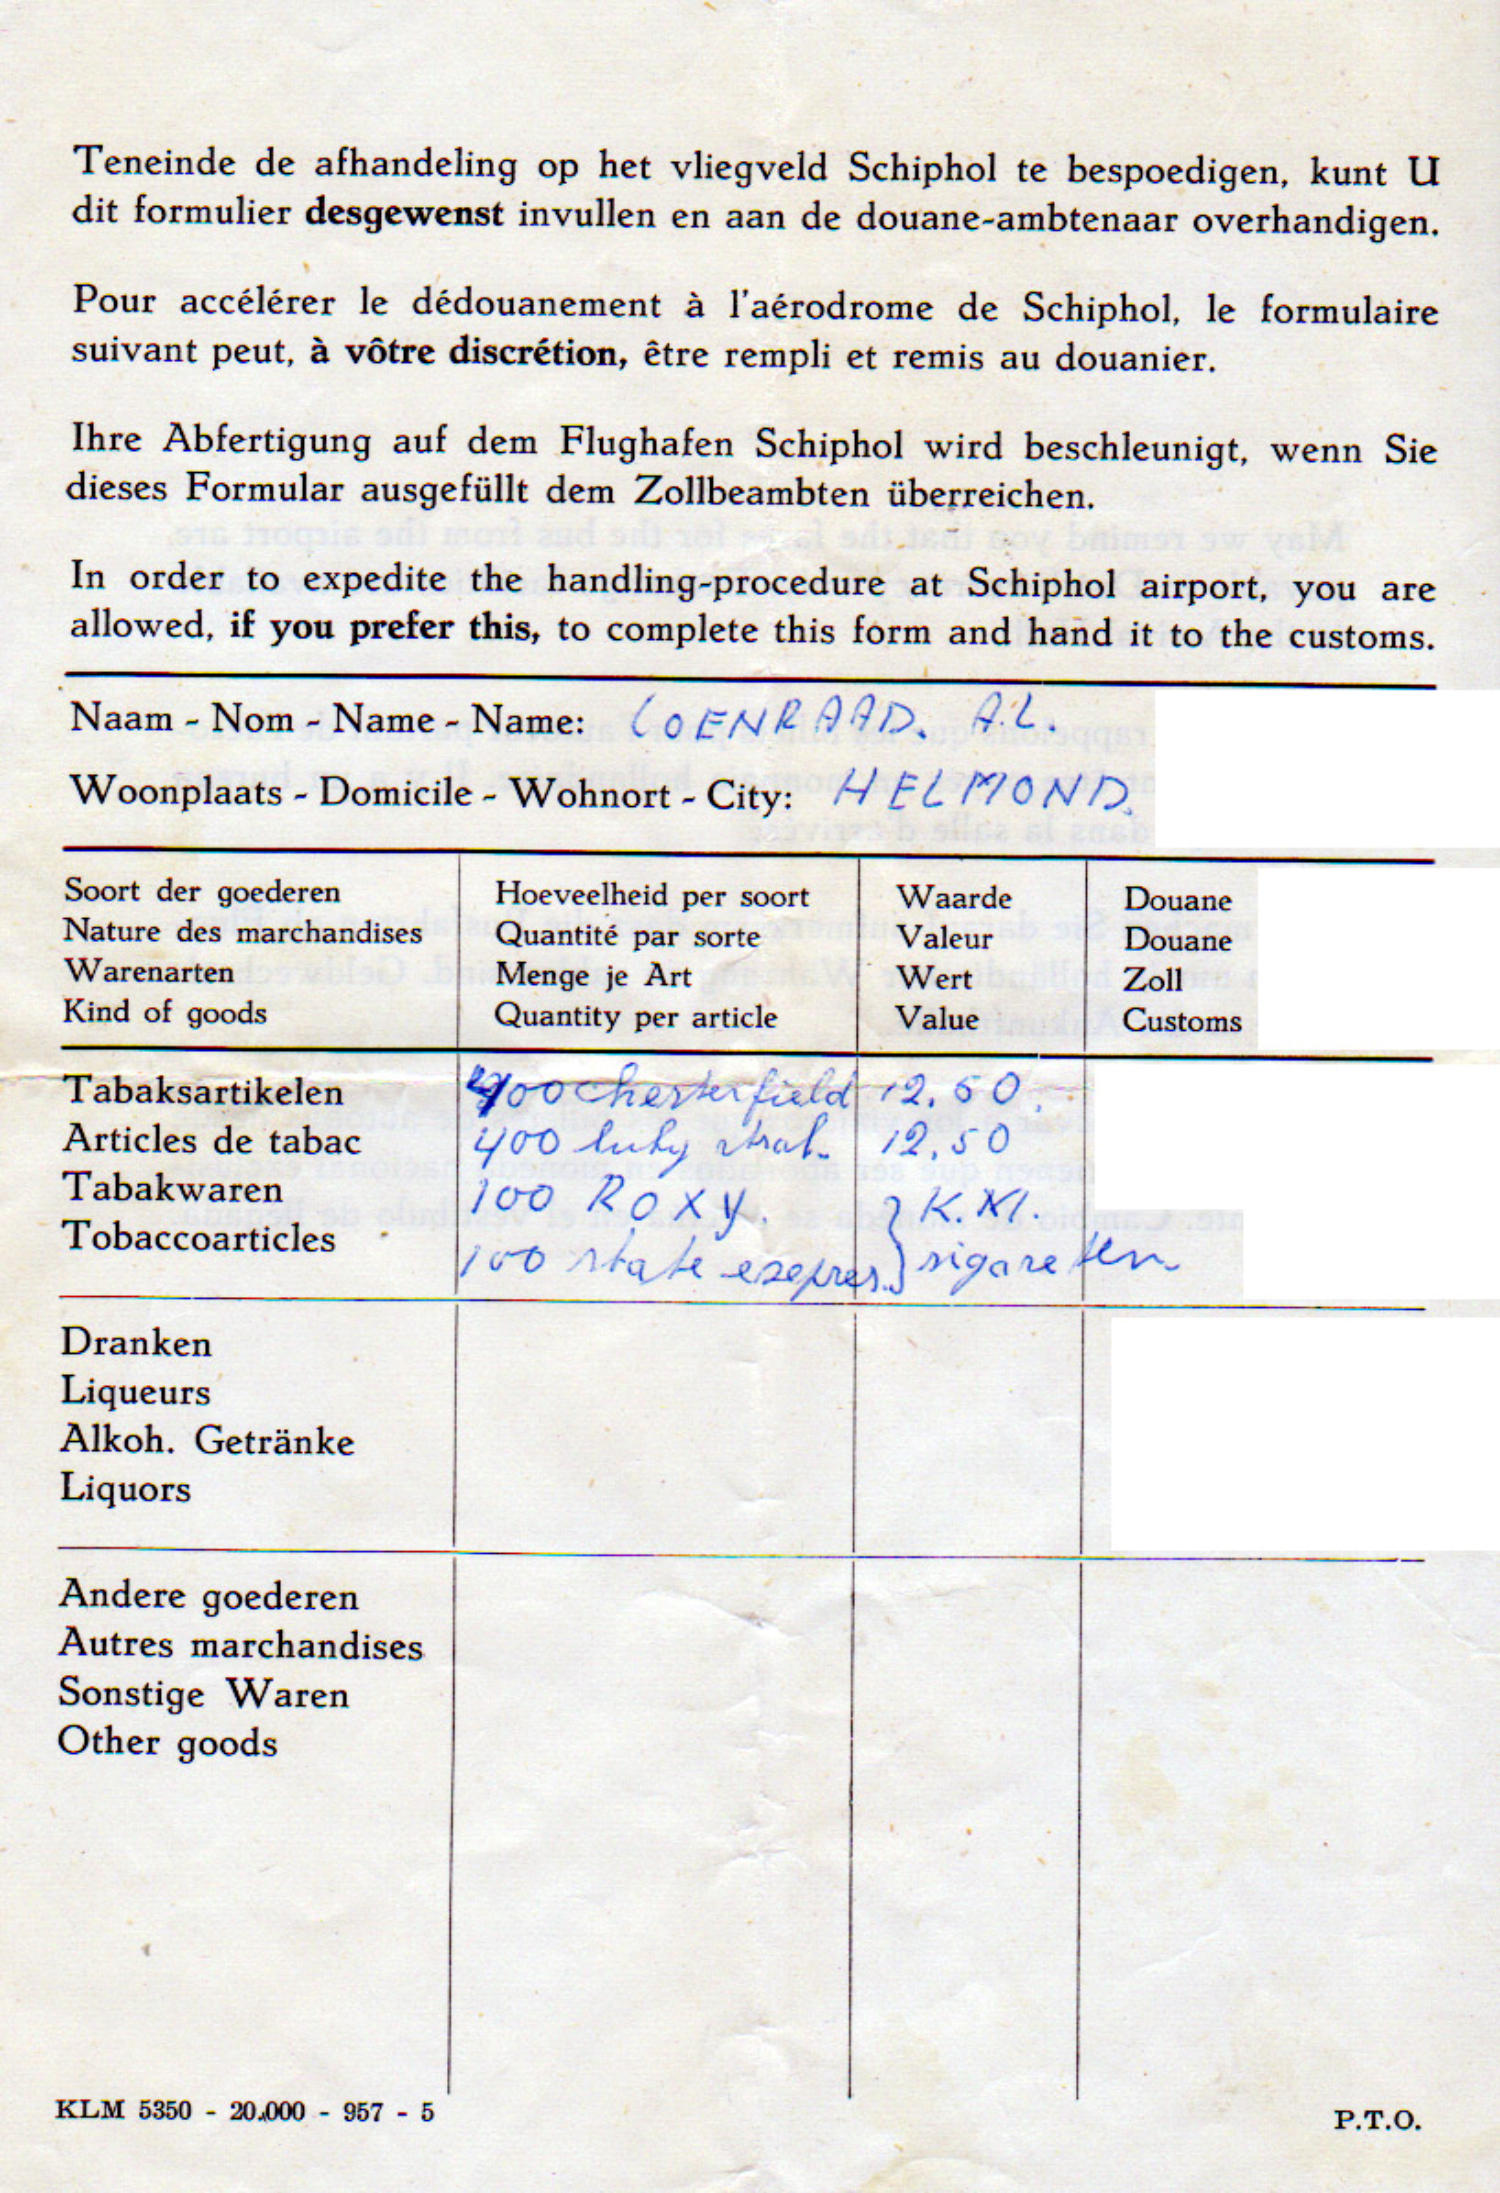 Teneinde de afhandeling op het vliegveld Schiphol te bespoedigen, kunt U
dit formulier desgewenst invullen en aan de douane-ambtenaar overhandigen.
Pour accélérer le dédouanement à l'aérodrome de Schiphol, le formulaire
suivant peut, à vôtre discrétion, être rempli et remis au douanier.
Ihre Abfertigung auf dem Flughafen Schiphol wird beschleunigt, wenn Sie
dieses Formular ausgefüllt dem Zollbeambten überreichen.
In order to expedite the handling-procedure at Schiphol airport, you are
allowed, if you prefer this, to complete this form and hand it to the customs.
Naam - Nom - Name - Name: COENRAAD. A.L.
Woonplaats - Domicile - Wohnort - City: HELMOND.
Soort der goederen Hoeveelheid per soort Waarde Douane
Nature des marchandises Quantité par sorte Valeur Douane
Warenarten Menge je Art Wert Zoll
Kind of goods Quantity per article Value Customs
Tabaksartikelen 400 Chesterfield 12.50.
Articles de tabac 400 12.50
Tabakwaren 100 ROXY.
Tobaccoarticles 100 state sigaretten.
Dranken
Liqueurs
Alkoh. Getränke
Liquors
Andere goederen
Autres marchandises
Sonstige Waren
Other goods
KLM 5350 - 20.000 - 957 - 5 P.T.O.